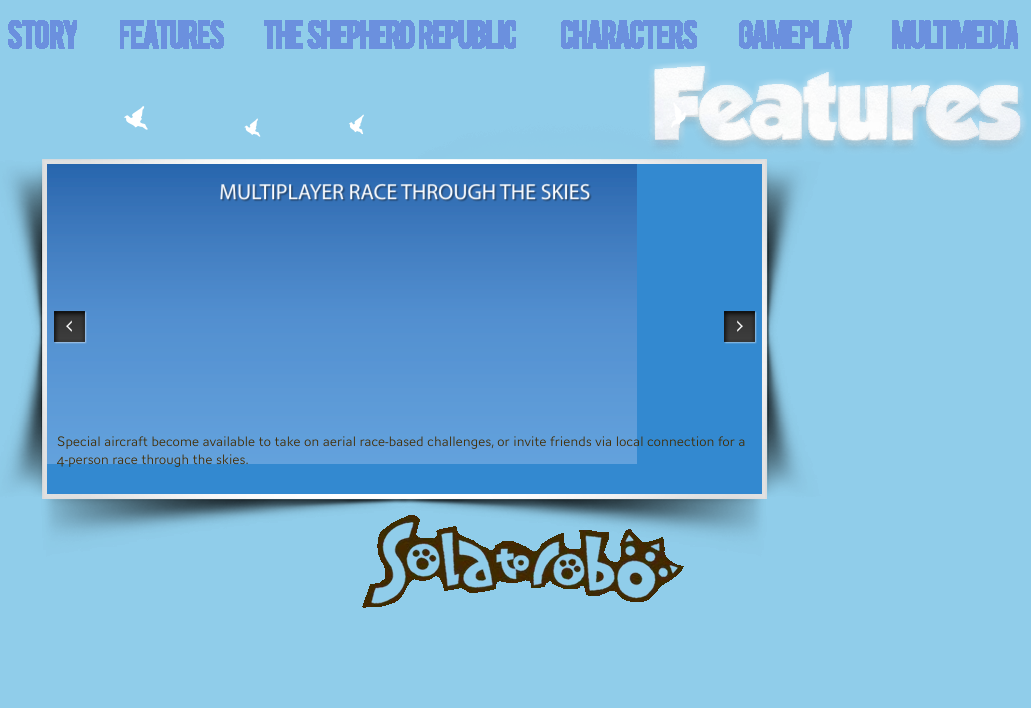 STORY FEATURES THE SHEPHERD REPUBLIC CHARACTERS GAMEPLAY MULTIMEDIA
Features
MULTIPLAYER RACE THROUGH THE SKIES
Special aircraft become available to take on aerial race-based challenges, or invite friends via local connection for a
4-person race through the skies.
Solatorobo